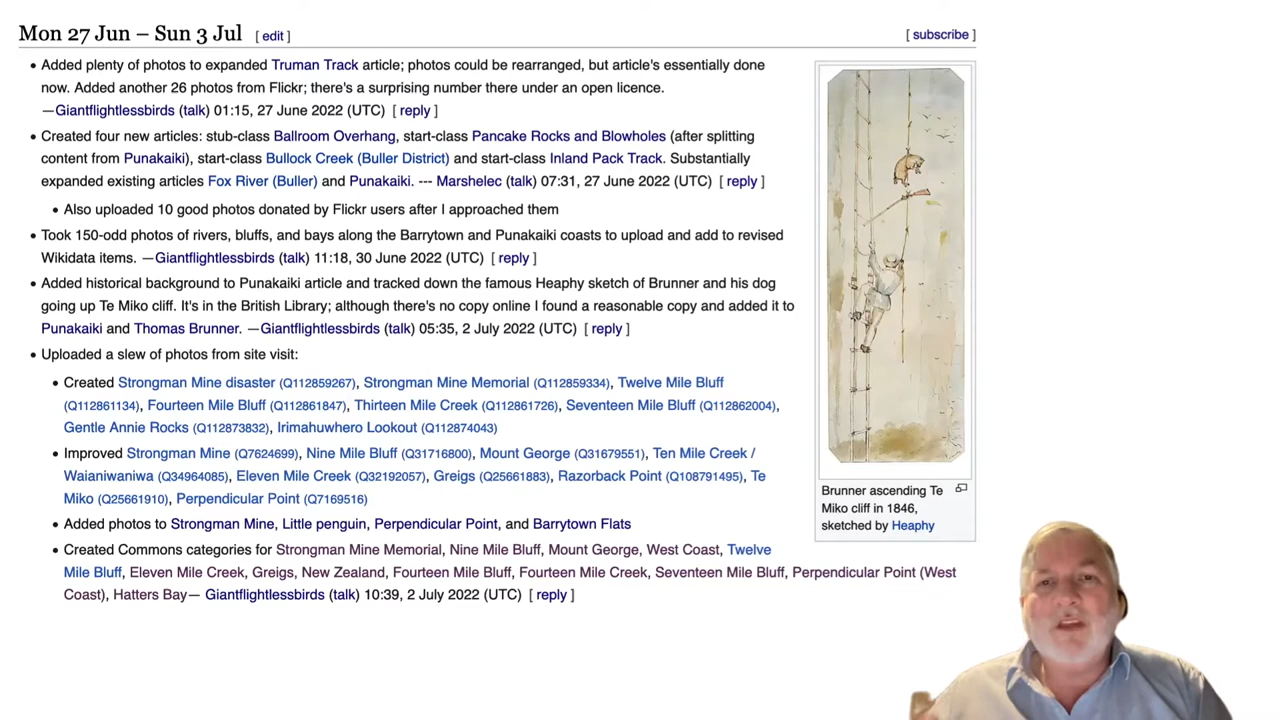 Mon 27 Jun – Sun 3 Jul [ edit ]
[ subscribe ]
• Added plenty of photos to expanded Truman Track article; photos could be rearranged, but article's essentially done
now. Added another 26 photos from Flickr; there's a surprising number there under an open licence.
—Giantflightlessbirds (talk) 01:15, 27 June 2022 (UTC) [ reply ]
• Created four new articles: stub-class Ballroom Overhang, start-class Pancake Rocks and Blowholes (after splitting
content from Punakaiki), start-class Bullock Creek (Buller District) and start-class Inland Pack Track. Substantially
expanded existing articles Fox River (Buller) and Punakaiki. --- Marshelec (talk) 07:31, 27 June 2022 (UTC) [ reply ]
• Also uploaded 10 good photos donated by Flickr users after I approached them
• Took 150-odd photos of rivers, bluffs, and bays along the Barrytown and Punakaiki coasts to upload and add to revised
Wikidata items. —Giantflightlessbirds (talk) 11:18, 30 June 2022 (UTC) [ reply ]
• Added historical background to Punakaiki article and tracked down the famous Heaphy sketch of Brunner and his dog
going up Te Miko cliff. It's in the British Library; although there's no copy online I found a reasonable copy and added it to
Punakaiki and Thomas Brunner. —Giantflightlessbirds (talk) 05:35, 2 July 2022 (UTC) [ reply ]
• Uploaded a slew of photos from site visit:
• Created Strongman Mine disaster (Q112859267), Strongman Mine Memorial (Q112859334), Twelve Mile Bluff
(Q112861134), Fourteen Mile Bluff (Q112861847), Thirteen Mile Creek (Q112861726), Seventeen Mile Bluff (Q112862004),
Gentle Annie Rocks (Q112873832), Irimahuwhero Lookout (Q112874043)
• Improved Strongman Mine (Q7624699), Nine Mile Bluff (Q31716800), Mount George (Q31679551), Ten Mile Creek /
Waianiwaniwa (Q34964085), Eleven Mile Creek (Q32192057), Greigs (Q25661883), Razorback Point (Q108791495), Te
Miko (Q25661910), Perpendicular Point (Q7169516)
• Added photos to Strongman Mine, Little penguin, Perpendicular Point, and Barrytown Flats
• Created Commons categories for Strongman Mine Memorial, Nine Mile Bluff, Mount George, West Coast, Twelve
Mile Bluff, Eleven Mile Creek, Greigs, New Zealand, Fourteen Mile Bluff, Fourteen Mile Creek, Seventeen Mile Bluff, Perpendicular Point (West
Coast), Hatters Bay— Giantflightlessbirds (talk) 10:39, 2 July 2022 (UTC) [ reply ]
Brunner ascending Te
Miko cliff in 1846,
sketched by Heaphy